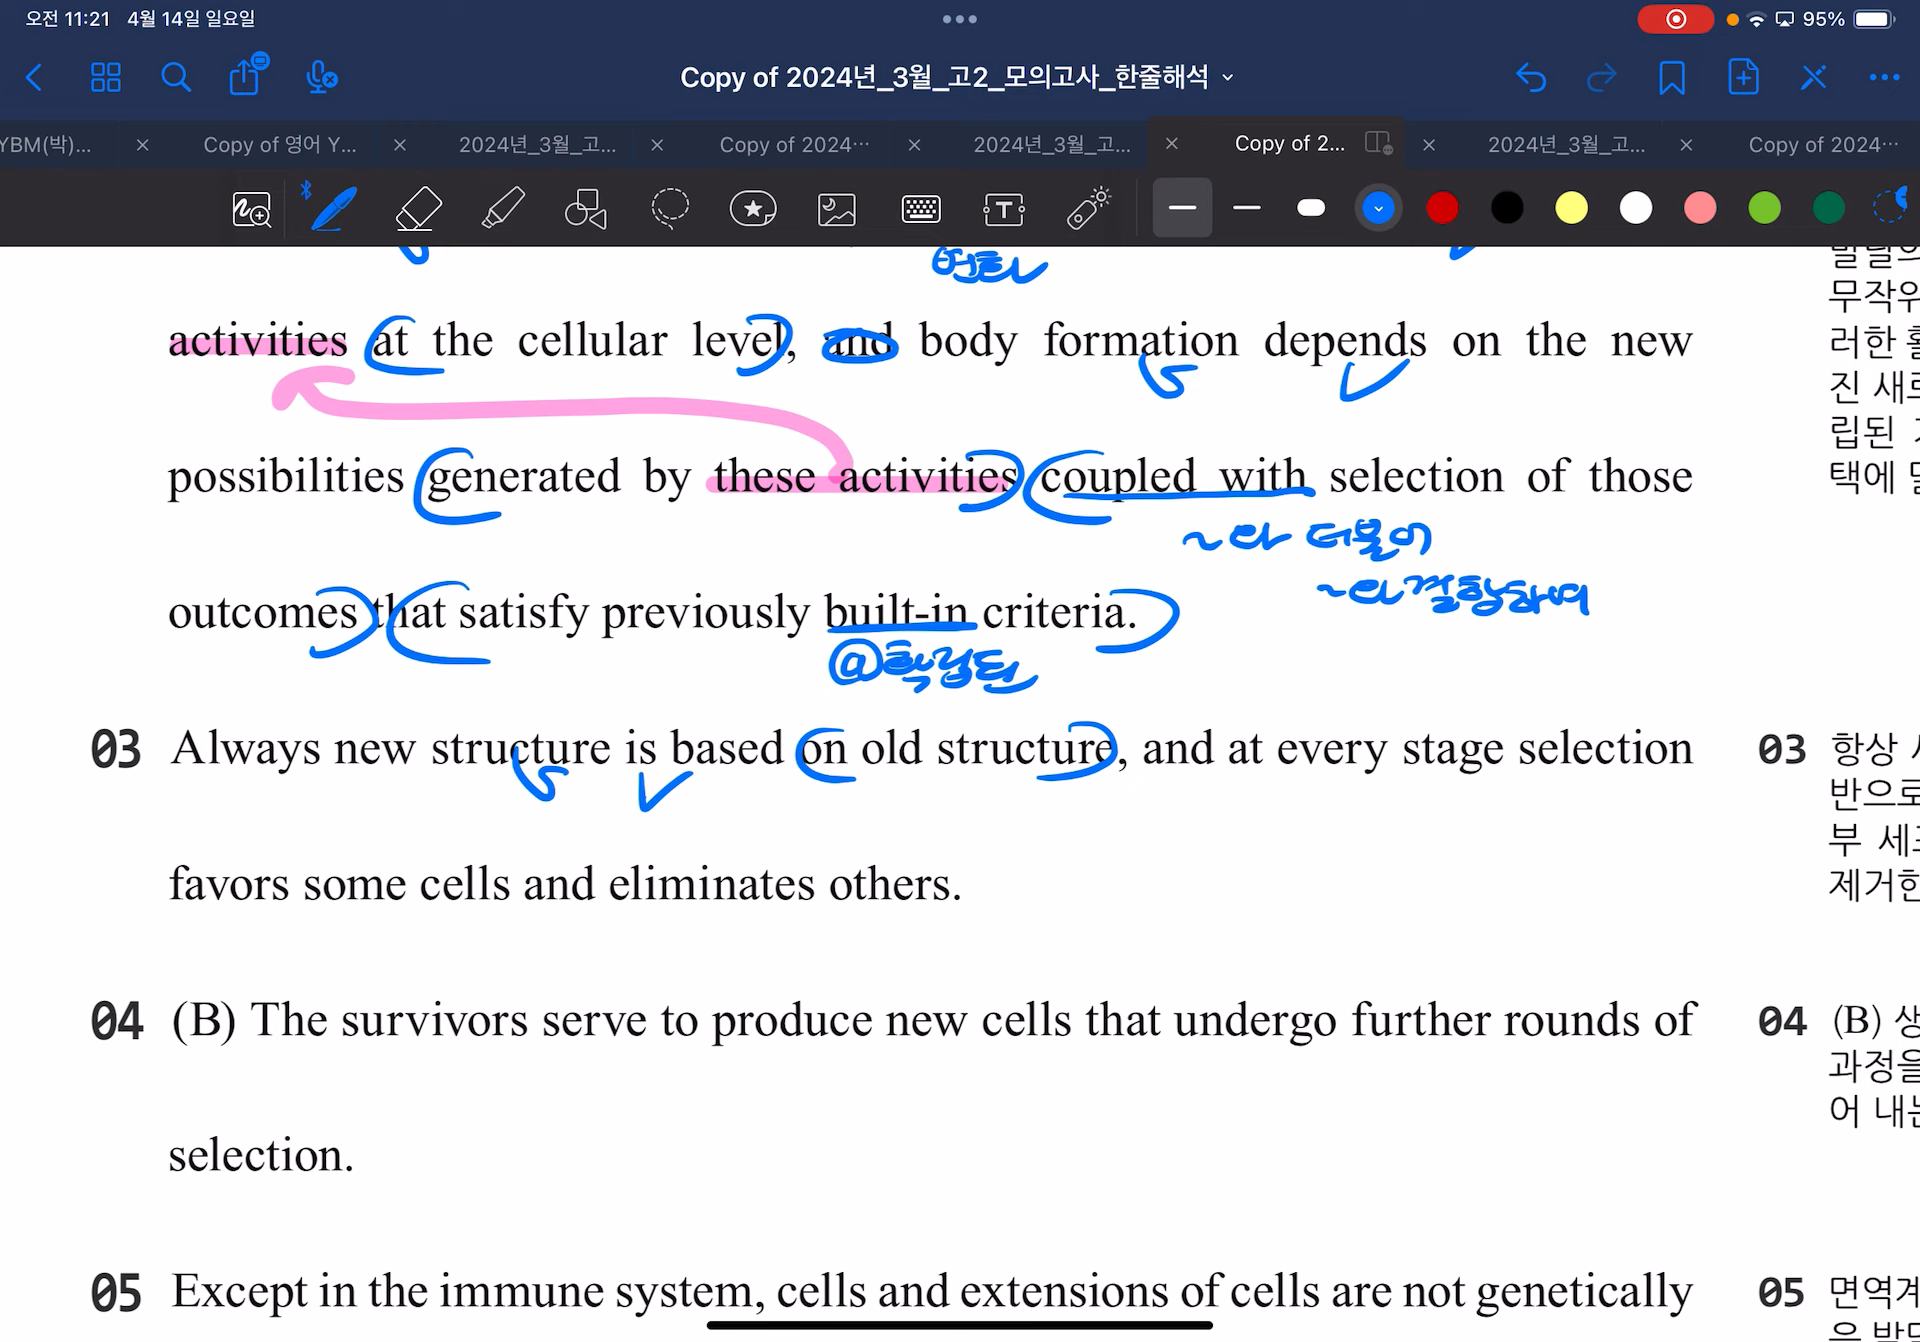 오전 11:21 4월 14일 일요일
95%
Copy of 2024년_3월_고2_모의고사_한줄해석
YBM(박)... Copy of 영어 Y... 2024년_3월_고... Copy of 2024... 2024년_3월_고... Copy of 2... 2024년_3월_고... Copy of 2024...
activities at the cellular level, and body formation depends on the new
possibilities generated by these activities coupled with selection of those
~와 더불어
~와 결합하여
outcomes that satisfy previously built-in criteria.
@확립된
무작위
러한 활
진 새로
립된
택에
03 Always new structure is based on old structure, and at every stage selection
favors some cells and eliminates others.
03 항상
반으로
부 세포
제거한
04 (B) The survivors serve to produce new cells that undergo further rounds of
selection.
04 (B) 생
과정을
어 내는
05 Except in the immune system, cells and extensions of cells are not genetically
05 면역계